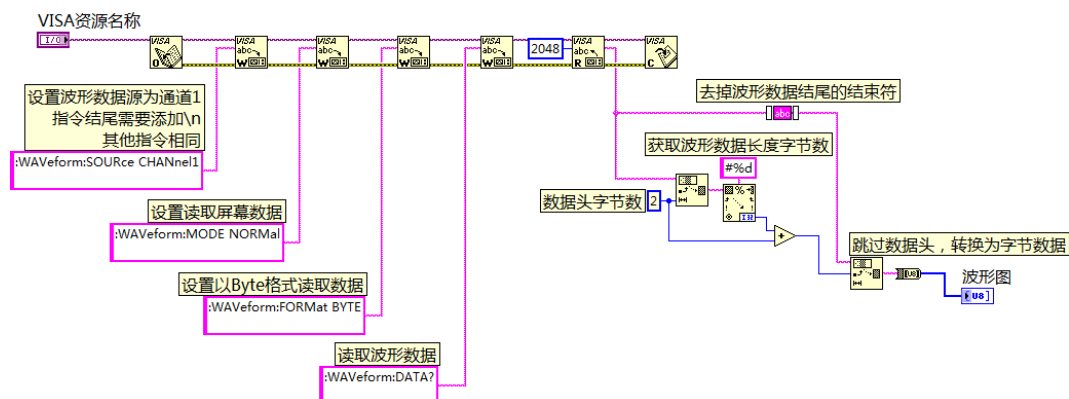 VISA资源名称
I/O
VISA
abc
W
VISA
abc
W
VISA
abc
W
VISA
abc
W
2048
VISA
abc
R
VISA
C
VISA
O
设置波形数据源为通道1
指令结尾需要添加\n
其他指令相同
:WAVeform:SOURce CHANnel1
去掉波形数据结尾的结束符
abc
获取波形数据长度字节数
#%d
设置读取屏幕数据
:WAVeform:MODE NORMal
数据头字节数
2
%
+
跳过数据头，转换为字节数据
[U8]
波形图
U8]
设置以Byte格式读取数据
:WAVeform:FORMat BYTE
读取波形数据
:WAVeform:DATA?